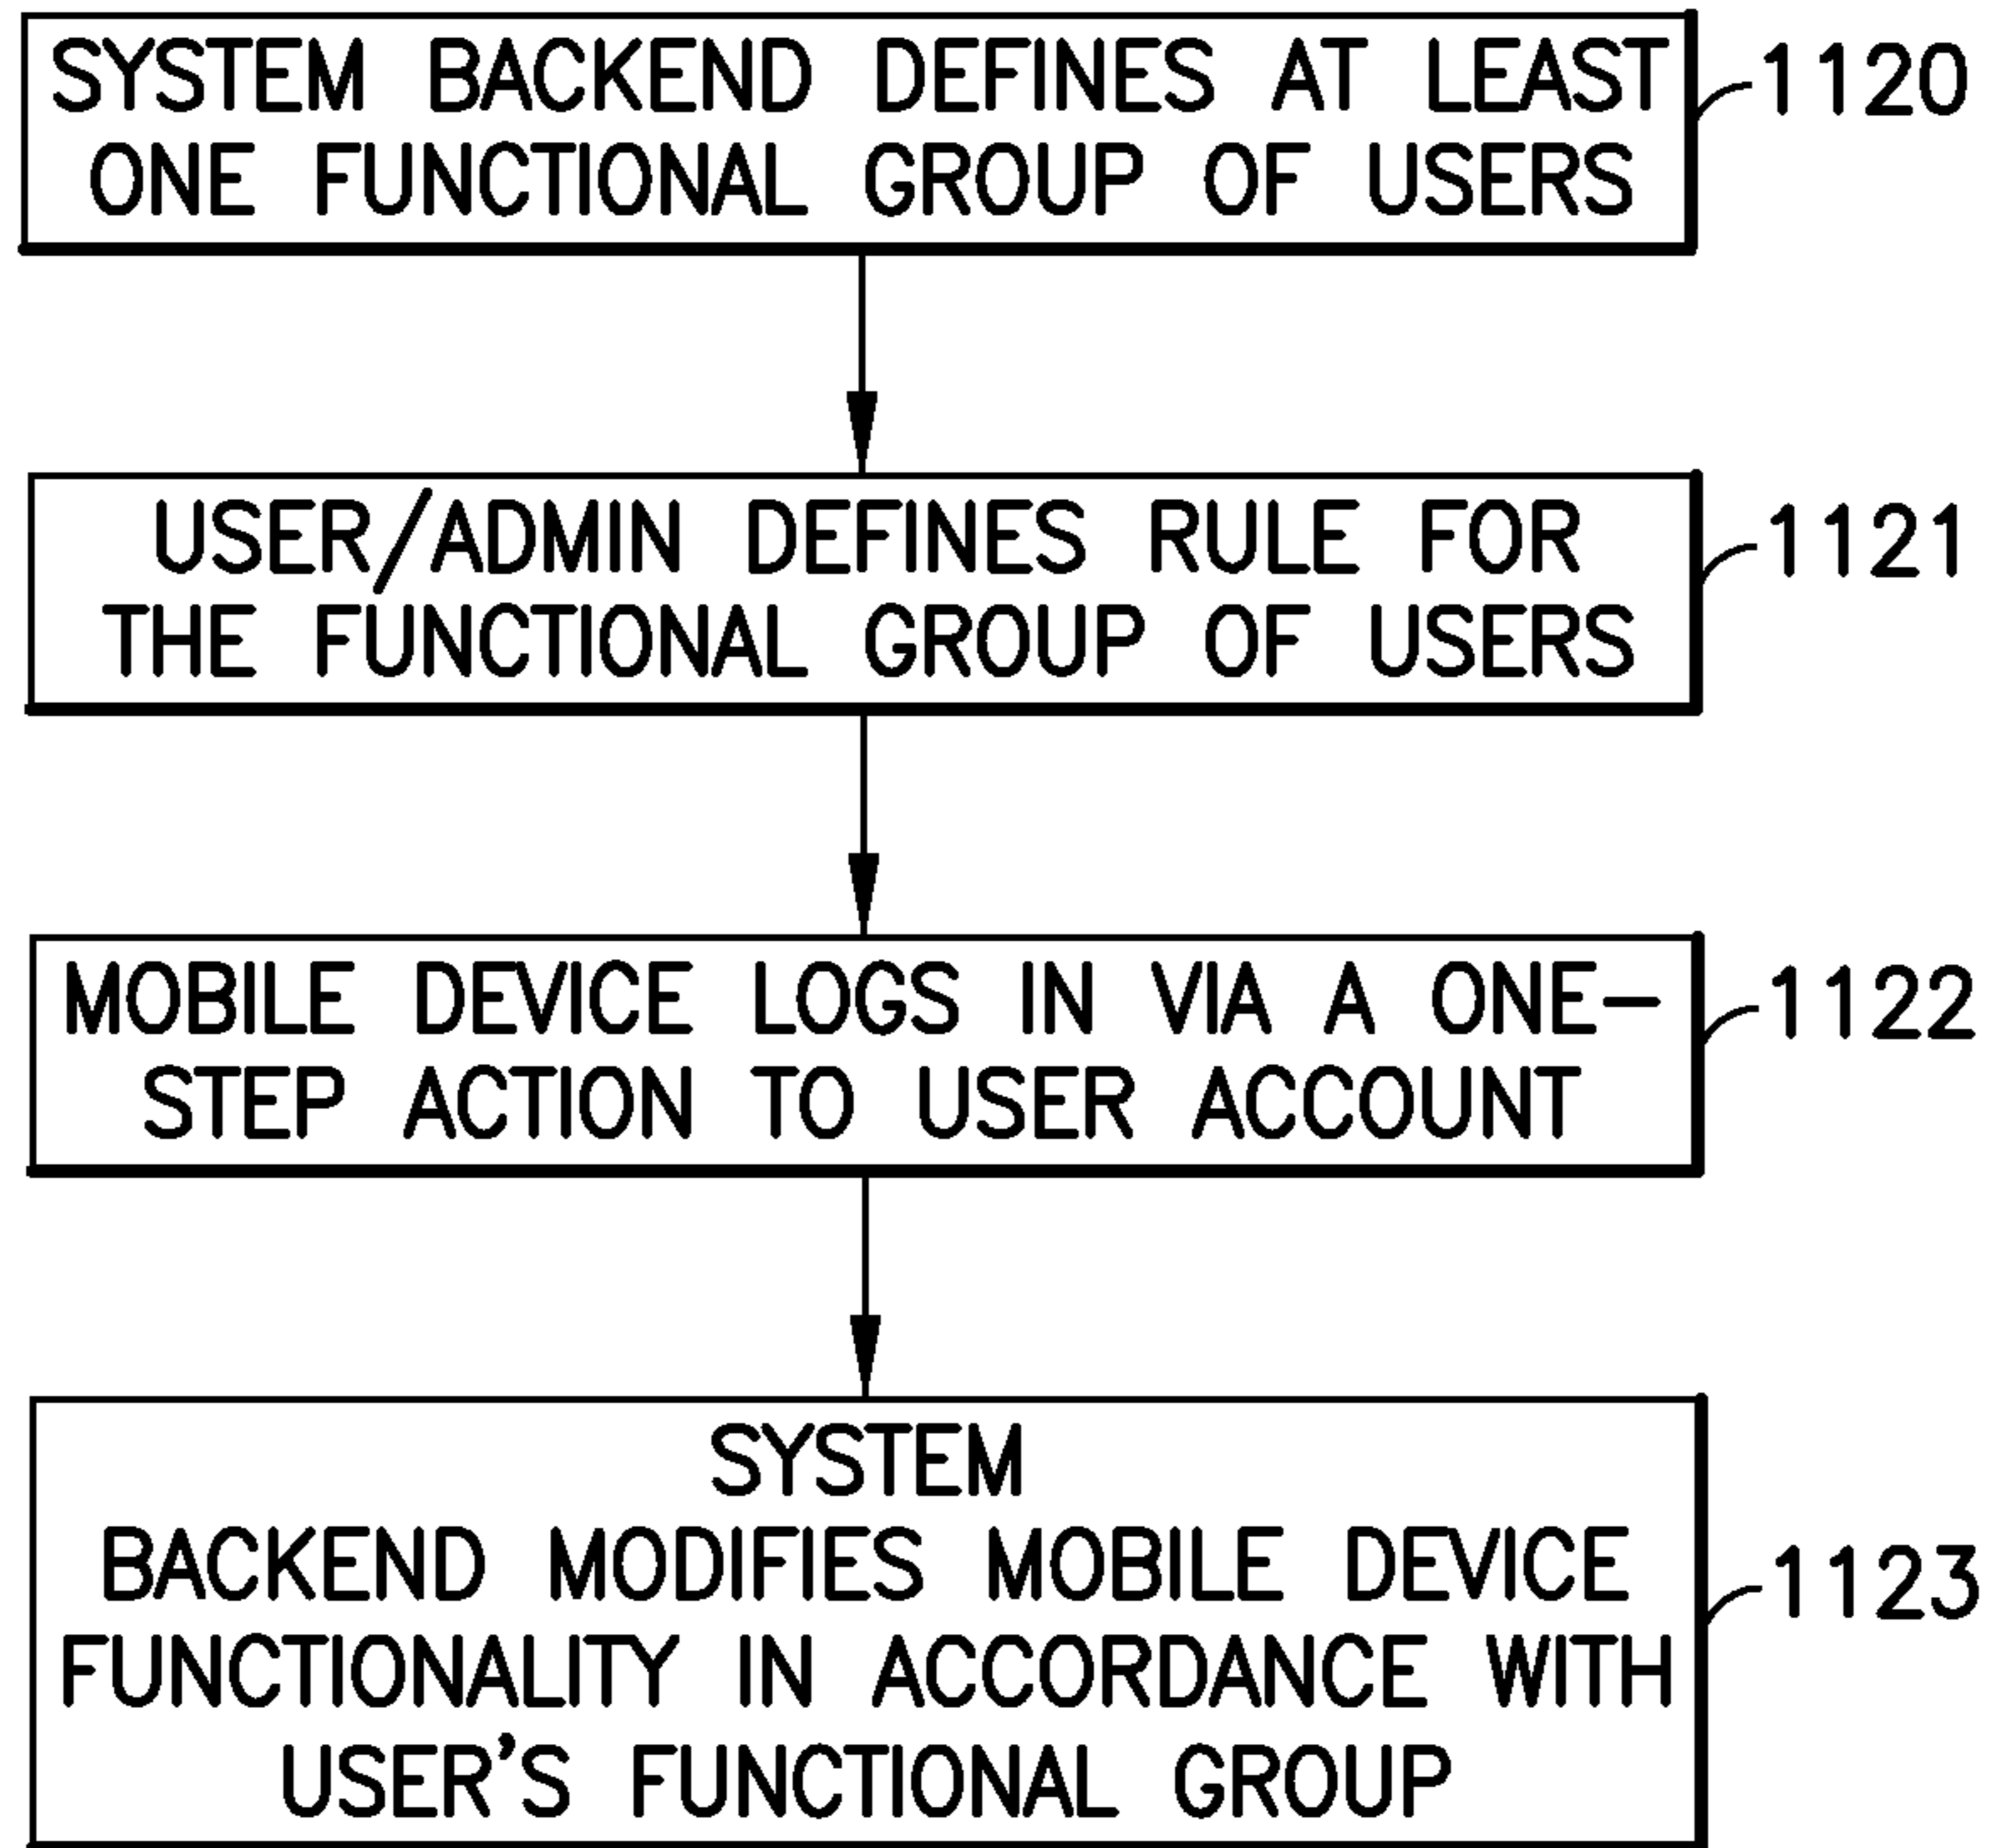 SYSTEM BACKEND DEFINES AT LEAST
ONE FUNCTIONAL GROUP OF USERS
1120
USER/ADMIN DEFINES RULE FOR
THE FUNCTIONAL GROUP OF USERS
1121
MOBILE DEVICE LOGS IN VIA A ONE-
STEP ACTION TO USER ACCOUNT
1122
SYSTEM
BACKEND MODIFIES MOBILE DEVICE
FUNCTIONALITY IN ACCORDANCE WITH
USER'S FUNCTIONAL GROUP
1123